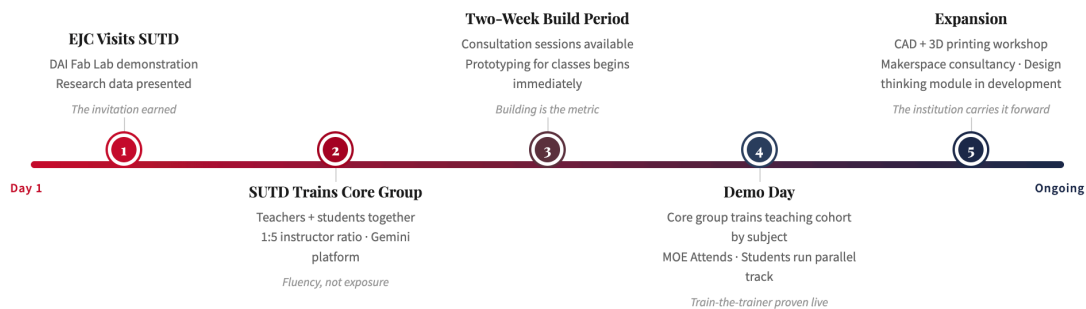 EJC Visits SUTD
DAI Fab Lab demonstration
Research data presented
The invitation earned
1
SUTD Trains Core Group
Teachers + students together
1:5 instructor ratio · Gemini
platform
Fluency, not exposure
2
Two-Week Build Period
Consultation sessions available
Prototyping for classes begins
immediately
Building is the metric
3
Demo Day
Core group trains teaching cohort
by subject
MOE Attends · Students run parallel
track
Train-the-trainer proven live
4
Expansion
CAD + 3D printing workshop
Makerspace consultancy · Design
thinking module in development
The institution carries it forward
5
Day 1
Ongoing